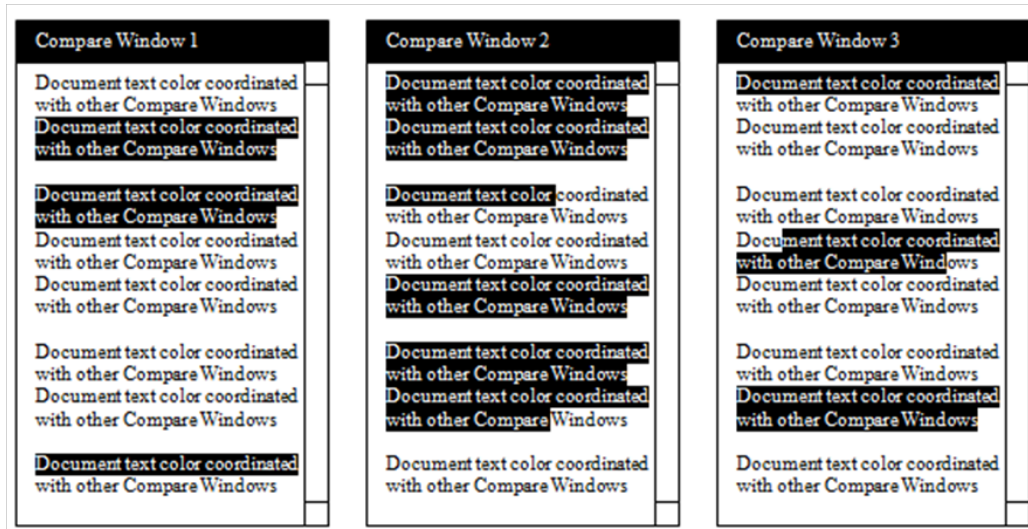 Compare Window 1
Document text color coordinated
with other Compare Windows
Document text color coordinated
with other Compare Windows
Document text color coordinated
with other Compare Windows
Document text color coordinated
with other Compare Windows
Document text color coordinated
with other Compare Windows
Document text color coordinated
with other Compare Windows
Document text color coordinated
with other Compare Windows
Document text color coordinated
with other Compare Windows
Compare Window 2
Document text color coordinated
with other Compare Windows
Document text color coordinated
with other Compare Windows
Document text color coordinated
with other Compare Windows
Document text color coordinated
with other Compare Windows
Document text color coordinated
with other Compare Windows
Document text color coordinated
with other Compare Windows
Document text color coordinated
with other Compare Windows
Document text color coordinated
with other Compare Windows
Compare Window 3
Document text color coordinated
with other Compare Windows
Document text color coordinated
with other Compare Windows
Document text color coordinated
with other Compare Windows
Document text color coordinated
with other Compare Windows
Document text color coordinated
with other Compare Windows
Document text color coordinated
with other Compare Windows
Document text color coordinated
with other Compare Windows
Document text color coordinated
with other Compare Windows